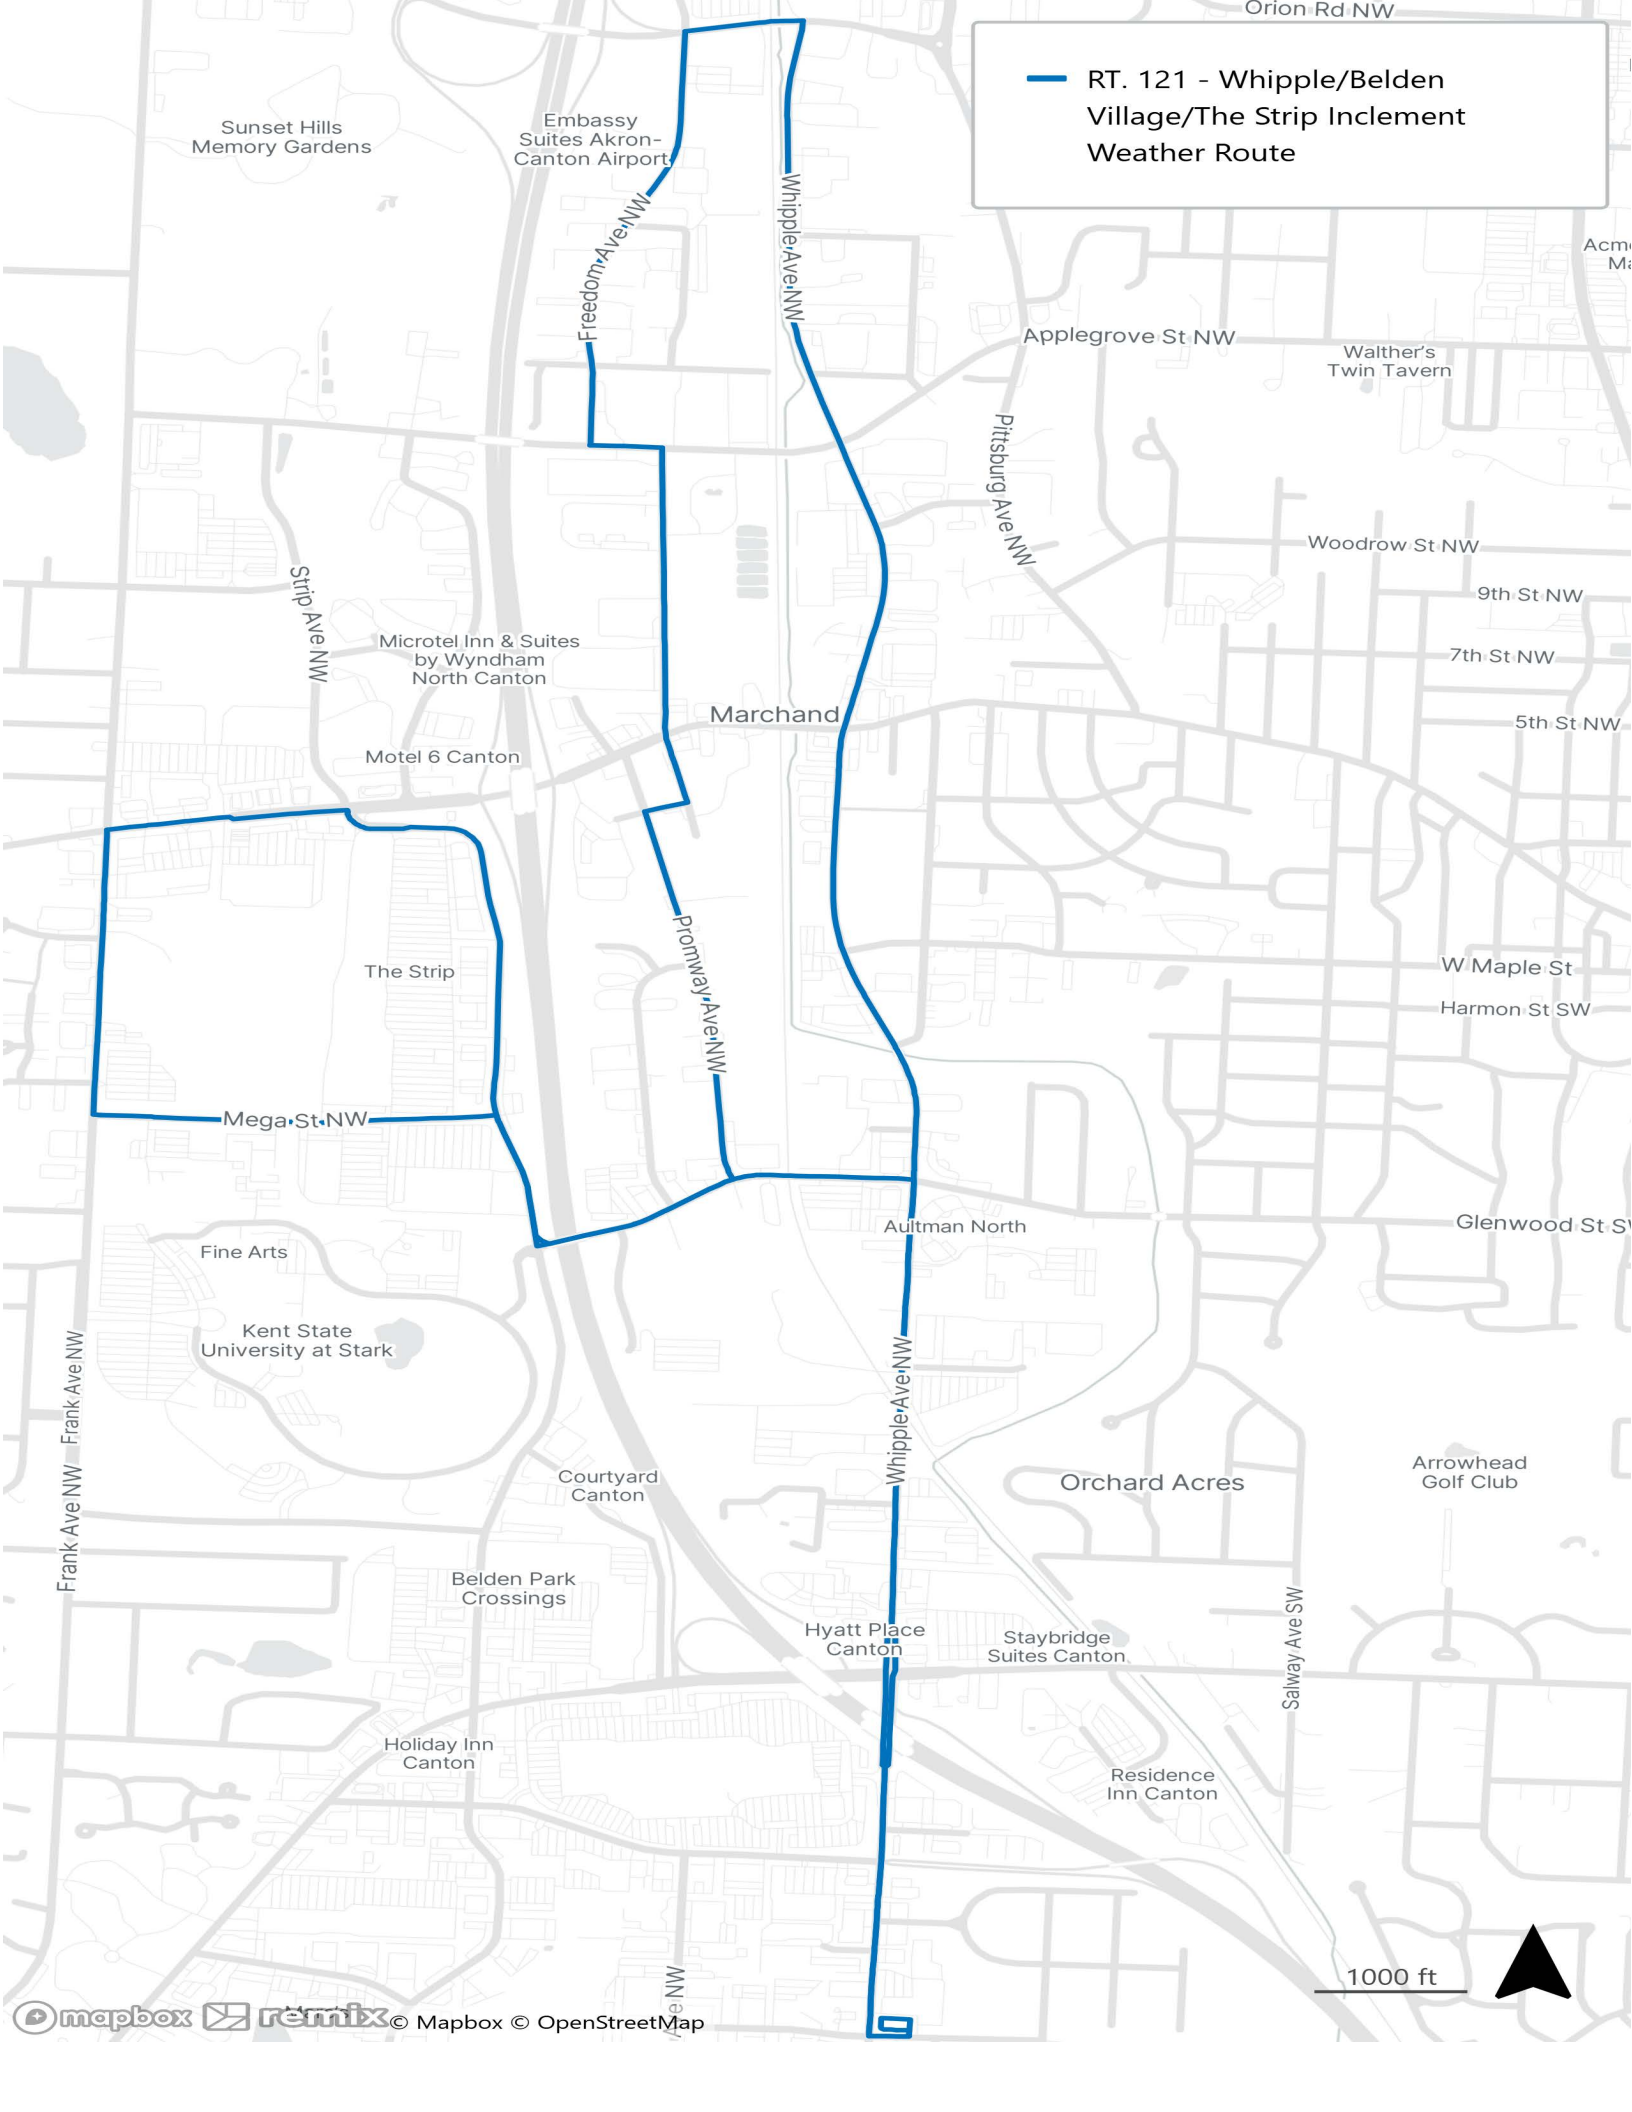 Orion Rd NW
RT. 121 - Whipple/Belden
Village/The Strip Inclement
Weather Route
Sunset Hills
Memory Gardens
Embassy
Suites Akron-
Canton Airport
Whipple Ave NW
Freedom Ave NW
Applegrove St NW
Walther's
Twin Tavern
Pittsburg Ave NW
Woodrow St NW
9th St NW
Strip Ave NW
Microtel Inn & Suites
by Wyndham
North Canton
7th St NW
Marchand
5th St NW
Motel 6 Canton
The Strip
Promway Ave NW
W Maple St
Harmon St SW
Mega St NW
Aultman North
Glenwood St S
Fine Arts
Kent State
University at Stark
Frank Ave NW
Frank Ave NW
Whipple Ave NW
Courtyard
Canton
Orchard Acres
Arrowhead
Golf Club
Belden Park
Crossings
Hyatt Place
Canton
Staybridge
Suites Canton
Salway Ave SW
Holiday Inn
Canton
Residence
Inn Canton
1000 ft
Ave NW
mapbox remix © Mapbox © OpenStreetMap